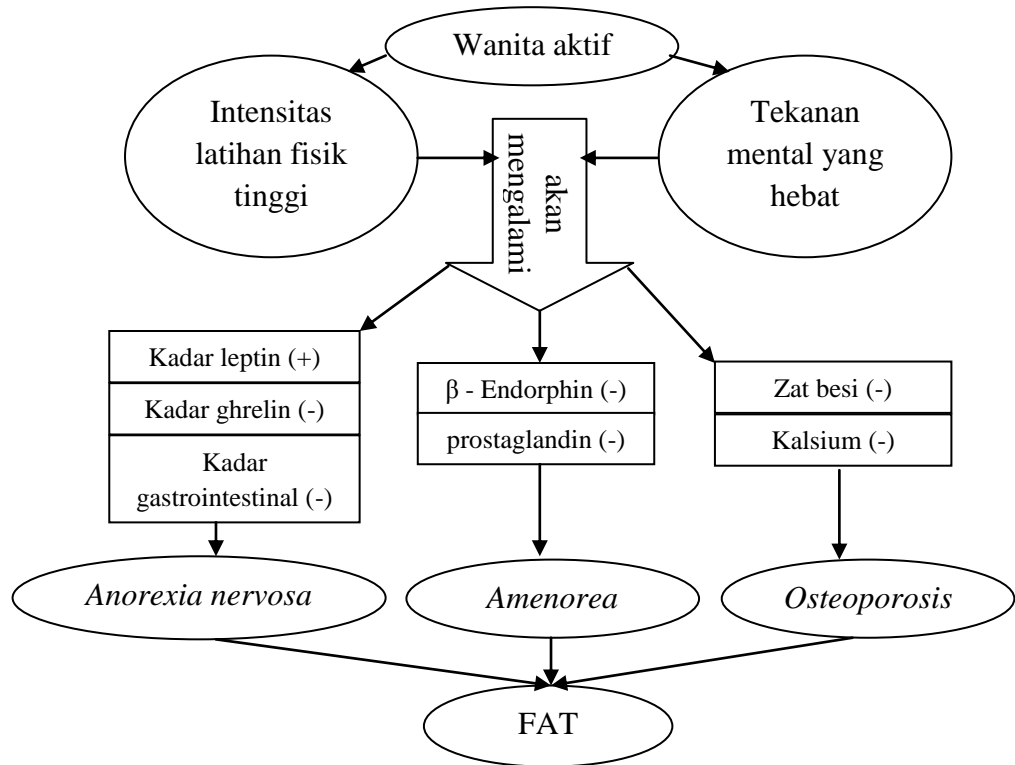 Wanita aktif
Intensitas
latihan fisik
tinggi
Tekanan
mental yang
hebat
akan
mengalami
Kadar leptin (+)
Kadar ghrelin (-)
Kadar
gastrointestinal (-)
β - Endorphin (-)
prostaglandin (-)
Zat besi (-)
Kalsium (-)
Anorexia nervosa
Amenorea
Osteoporosis
FAT